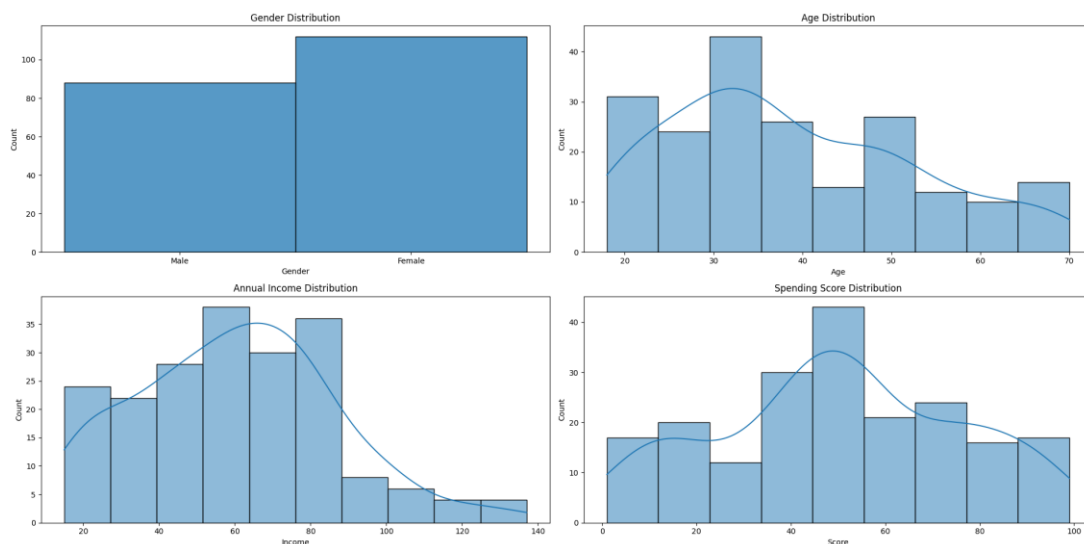 Gender Distribution
Count
100
80
60
40
20
0
Male Female
Gender
Age Distribution
Count
40
30
20
10
0
20 30 40 50 60 70
Age
Annual Income Distribution
Count
35
30
25
20
15
10
5
0
20 40 60 80 100 120 140
Income
Spending Score Distribution
Count
40
30
20
10
0
0 20 40 60 80 100
Score